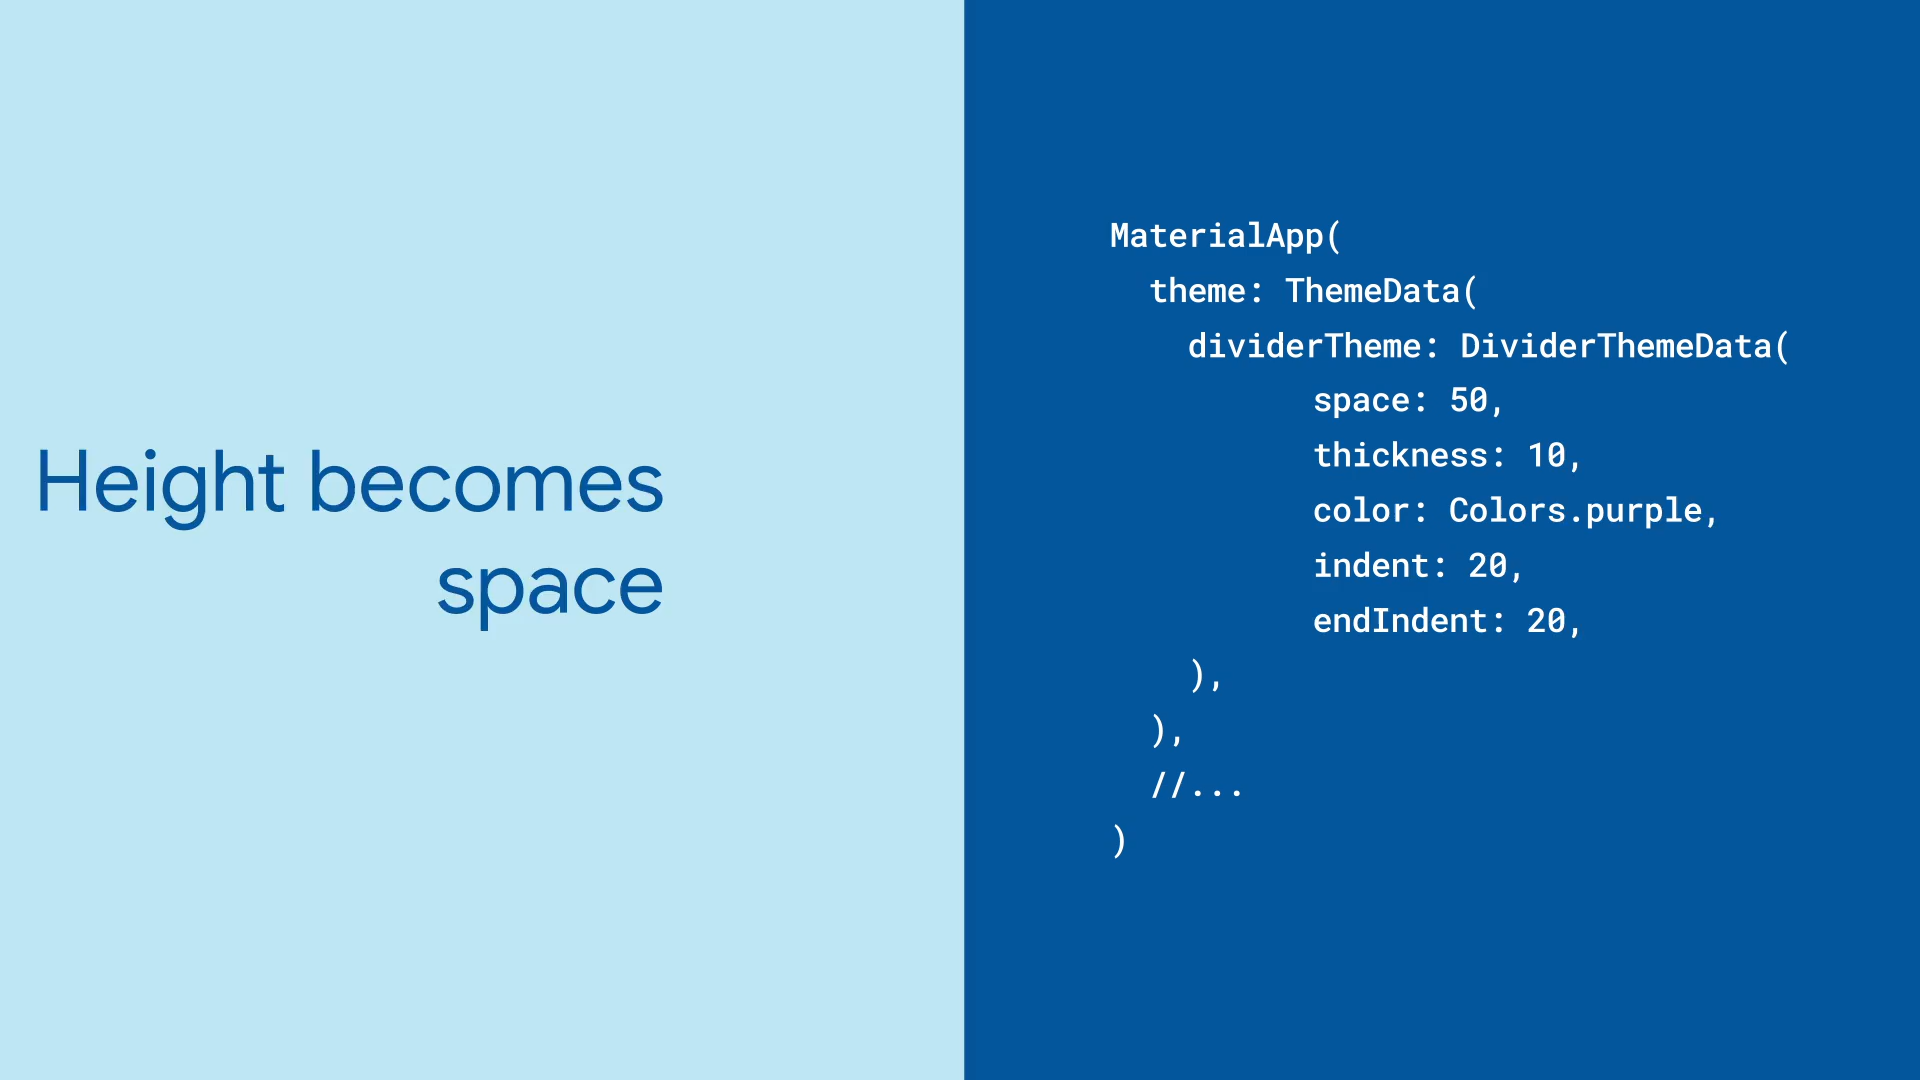 Height becomes
space
MaterialApp(
  theme: ThemeData(
    dividerTheme: DividerThemeData(
          space: 50,
          thickness: 10,
          color: Colors.purple,
          indent: 20,
          endIndent: 20,
    ),
  ),
  //...
)